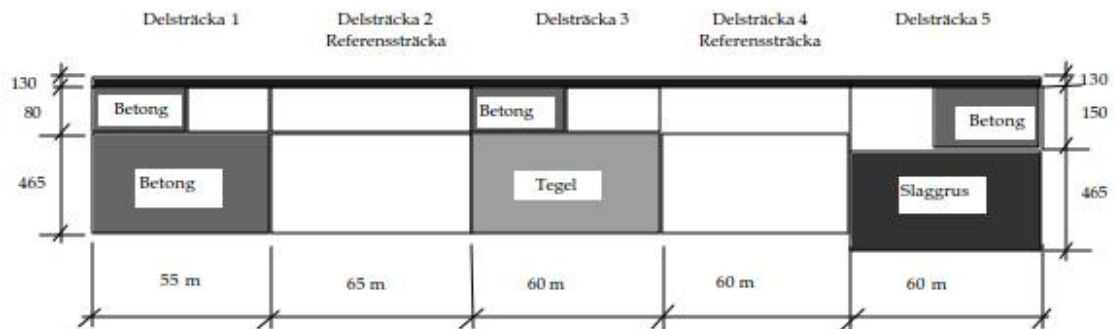 Delsträcka 1
Delsträcka 2
Referenssträcka
Delsträcka 3
Delsträcka 4
Referenssträcka
Delsträcka 5
130
80
465
Betong
Betong
Betong
Betong
Tegel
Slaggrus
130
150
465
55 m
65 m
60 m
60 m
60 m